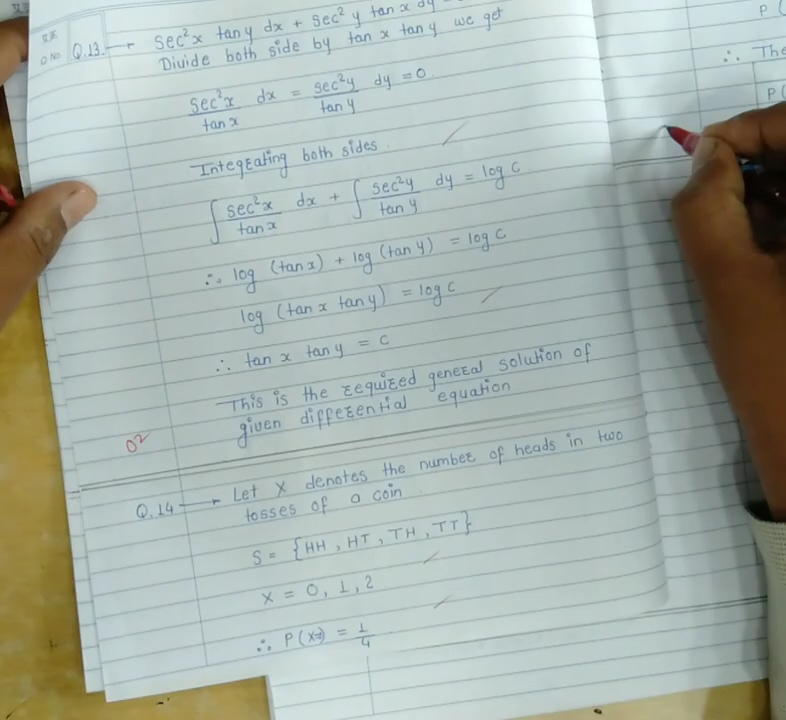 Q.13. → sec²x tan y dx + sec² y tan x dy
Divide both side by tan x tan y we get
sec²x/tan x dx = sec²y/tan y dy = 0.
Integrating both sides
∫ sec²x/tan x dx + ∫ sec²y/tan y dy = log C
∴ log (tan x) + log (tan y) = log C
log (tan x tan y) = log C
∴ tan x tan y = C
This is the required general solution of
given differential equation
02
Q.14 → Let X denotes the number of heads in two
tosses of a coin
S = {HH, HT, TH, TT}
X = 0, 1, 2
∴ P(x=) = 1/4
P (
∴ The
P(